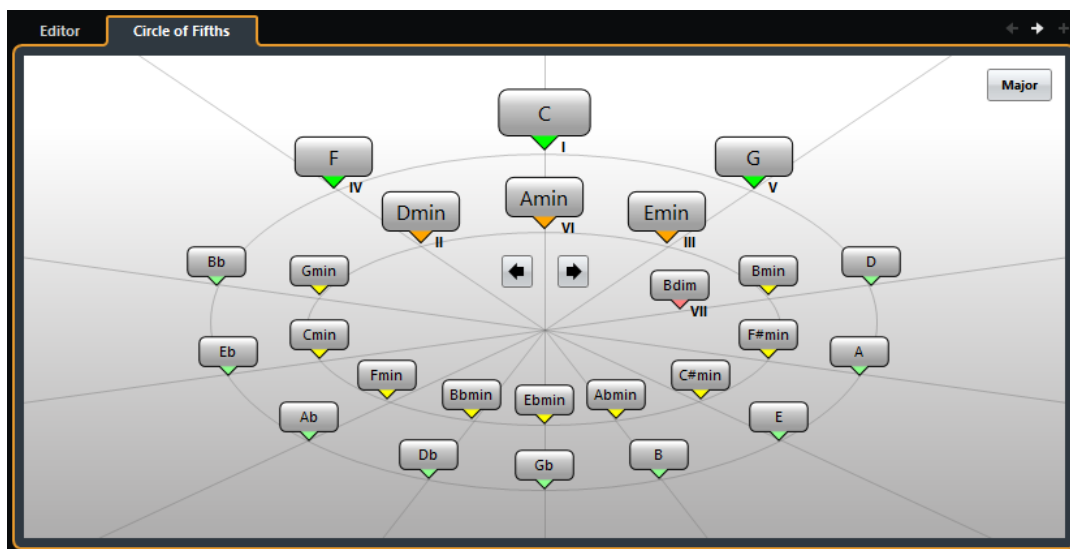 Editor
Circle of Fifths
Major
C
I
F
IV
G
V
Amin
VI
Dmin
II
Emin
III
Bb
Gmin
Bdim
VII
Bmin
D
Eb
Cmin
F#min
A
Fmin
C#min
Bbmin
Ebmin
Abmin
Ab
E
Db
Gb
B